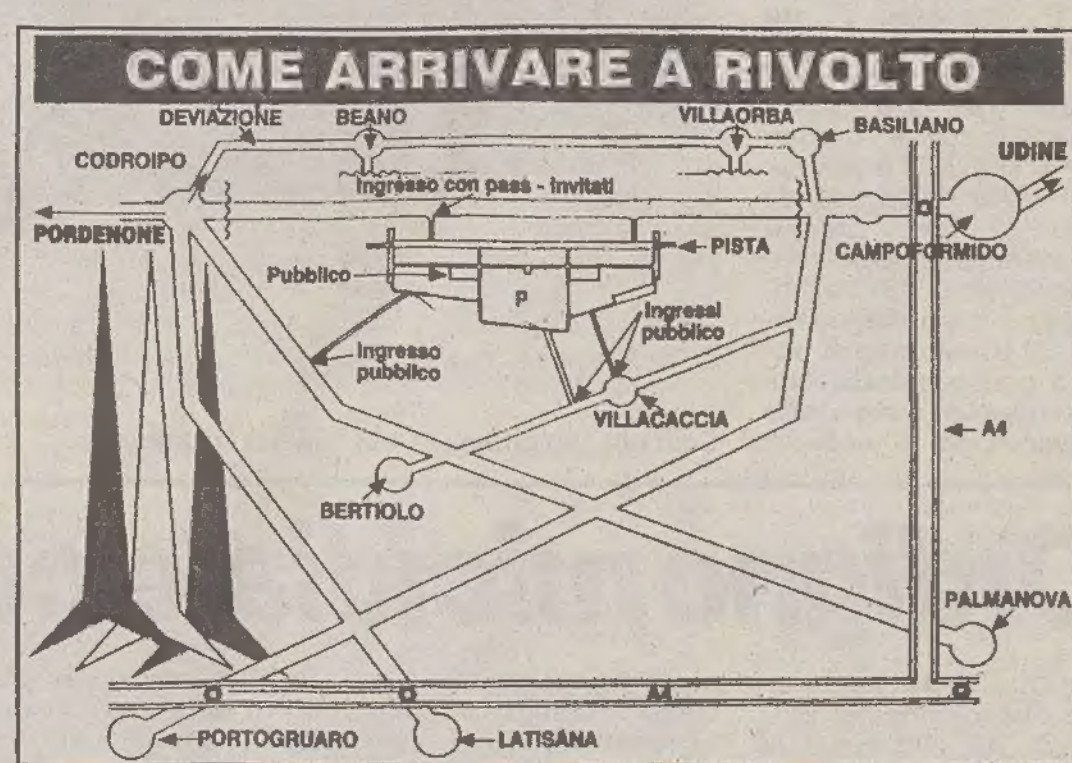 COME ARRIVARE A RIVOLTO
DEVIAZIONE
BEANO
VILLAORBA
BASILIANO
CODROIPO
UDINE
Ingresso con pass - Invitati
PORDENONE
PISTA
CAMPOFORMIDO
Pubblico
P
Ingressi
pubblico
Ingresso
pubblico
VILLACACCIA
A4
BERTIOLO
PALMANOVA
A4
PORTOGRUARO
LATISANA